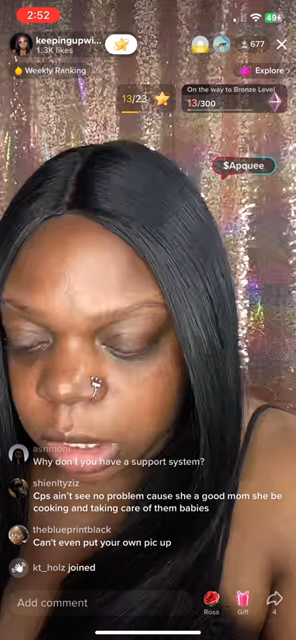 2:52
49
keepingupwi...
1.3K likes
677
Weekly Ranking
Explore
13/23
On the way to Bronze Level
13/300
$Apquee
Why don't you have a support system?
shienltyziz
Cps ain't see no problem cause she a good mom she be
cooking and taking care of them babies
theblueprintblack
Can't even put your own pic up
kt_holz joined
Add comment
Rosa
Gift
4